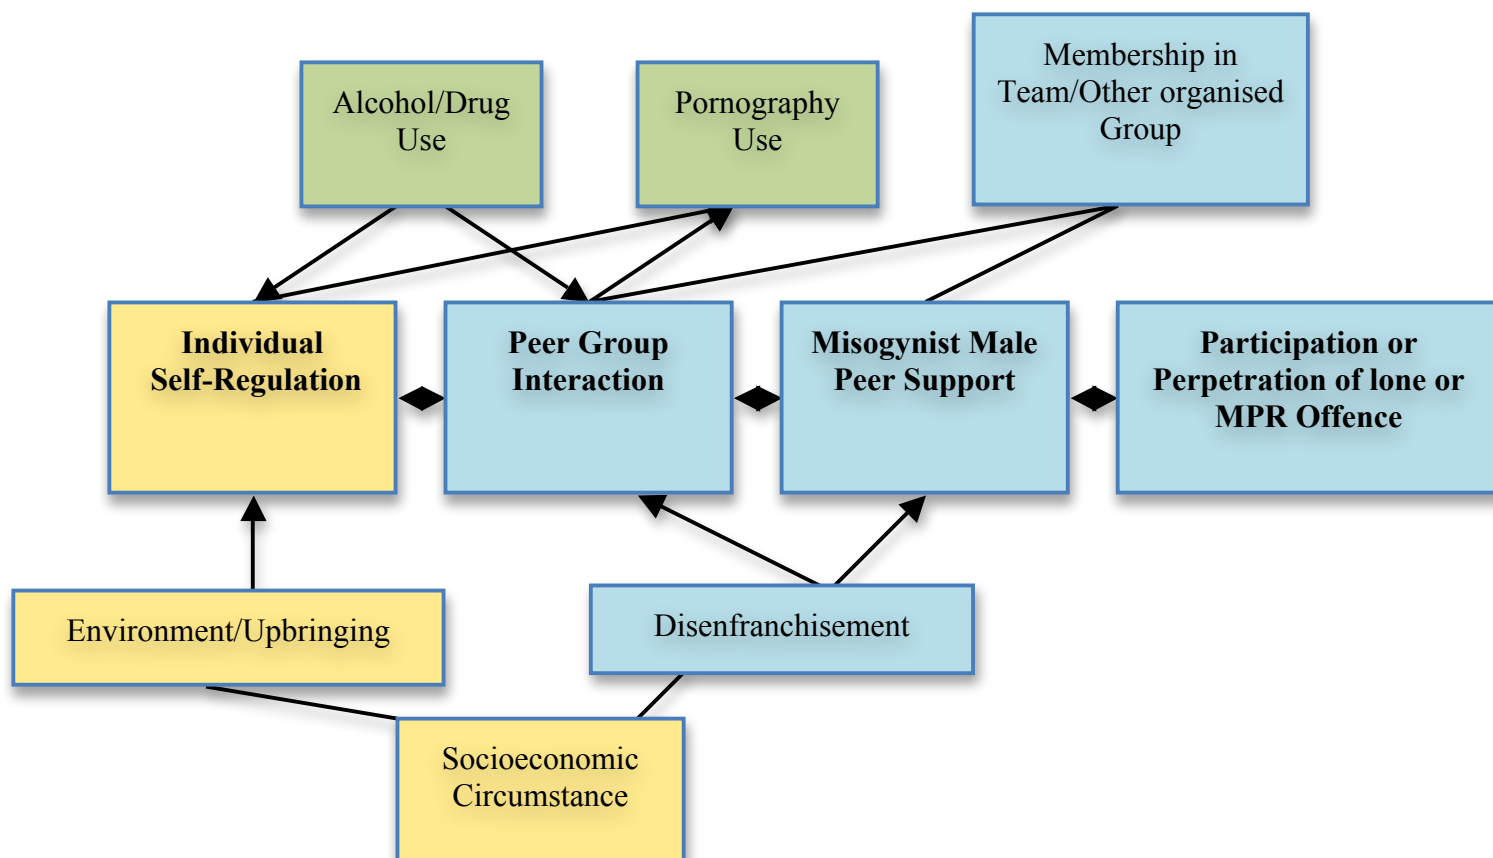 Alcohol/Drug
Use
Pornography
Use
Membership in
Team/Other organised
Group
Individual
Self-Regulation
Peer Group
Interaction
Misogynist Male
Peer Support
Participation or
Perpetration of lone or
MPR Offence
Environment/Upbringing
Disenfranchisement
Socioeconomic
Circumstance